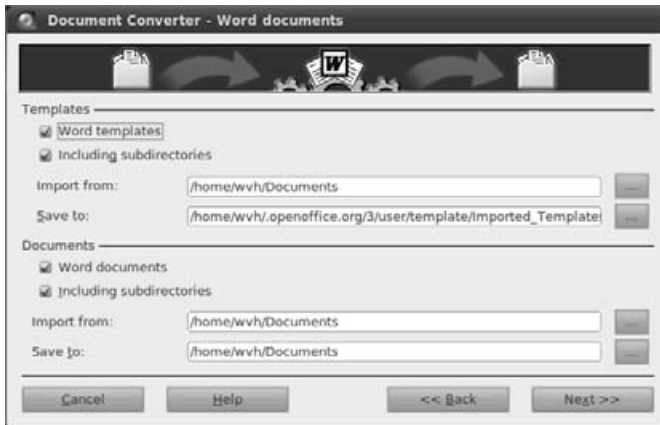 Document Converter - Word documents
W
Templates
Word templates
Including subdirectories
Import from: /home/wvh/Documents ...
Save to: /home/wvh/.openoffice.org/3/user/template/Imported_Templates ...
Documents
Word documents
Including subdirectories
Import from: /home/wvh/Documents ...
Save to: /home/wvh/Documents ...
Cancel Help << Back Next >>